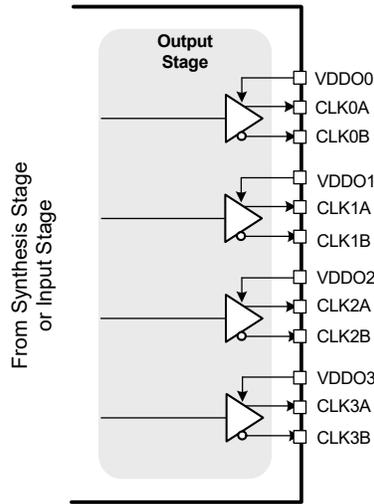 Output
Stage
VDDO0
CLK0A
CLK0B
VDDO1
CLK1A
CLK1B
VDDO2
CLK2A
CLK2B
VDDO3
CLK3A
CLK3B
From Synthesis Stage
or Input Stage